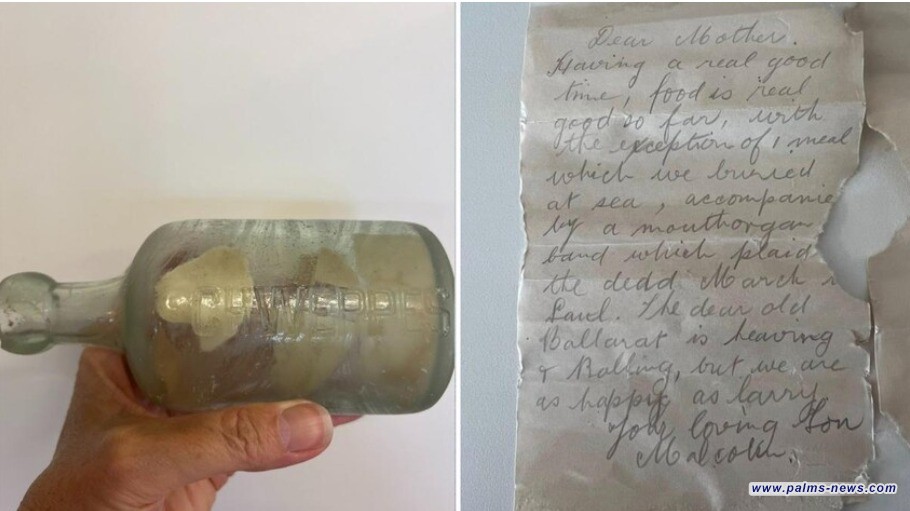 SCHWEPPES
Dear Mother.
Having a real good
time, food is real
good so far, with
the exception of 1 meal
which we buried
at sea, accompanie
by a mouthorgan
band which plaid
the dedd March
Saul. The dear old
Ballarat is heaving
& Rolling, but we are
as happy as larry
Your loving Son
Malcolm.
www.palms-news.com